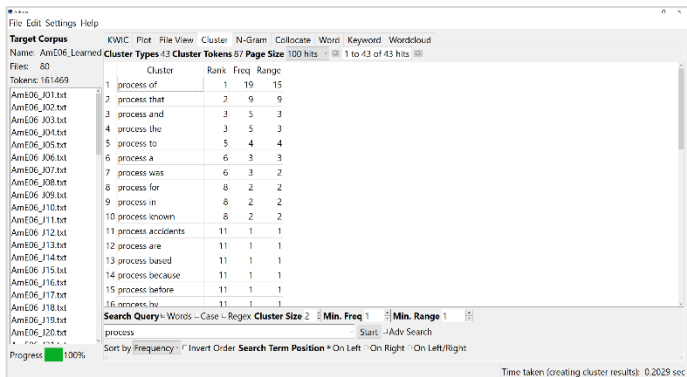 AntConc
File Edit Settings Help
Target Corpus
Name: AmE06_Learned
Files: 80
Tokens: 161469
AmE06_J01.txt
AmE06_J02.txt
AmE06_J03.txt
AmE06_J04.txt
AmE06_J05.txt
AmE06_J06.txt
AmE06_J07.txt
AmE06_J08.txt
AmE06_J09.txt
AmE06_J10.txt
AmE06_J11.txt
AmE06_J12.txt
AmE06_J13.txt
AmE06_J14.txt
AmE06_J15.txt
AmE06_J16.txt
AmE06_J17.txt
AmE06_J18.txt
AmE06_J19.txt
AmE06_J20.txt
Progress 100%
KWIC Plot File View Cluster N-Gram Collocate Word Keyword Wordcloud
Cluster Types 43 Cluster Tokens 87 Page Size 100 hits 1 to 43 of 43 hits
Cluster Rank Freq Range
1 process of 1 19 15
2 process that 2 9 9
3 process and 3 5 3
4 process the 3 5 3
5 process to 5 4 4
6 process a 6 3 3
7 process was 6 3 2
8 process for 8 2 2
9 process in 8 2 2
10 process known 8 2 2
11 process accidents 11 1 1
12 process are 11 1 1
13 process based 11 1 1
14 process because 11 1 1
15 process before 11 1 1
16 process by 11 1 1
Search Query Words Case Regex Cluster Size 2 Min. Freq 1 Min. Range 1
process Start Adv Search
Sort by Frequency Invert Order Search Term Position On Left On Right On Left/Right
Time taken (creating cluster results): 0.2029 sec